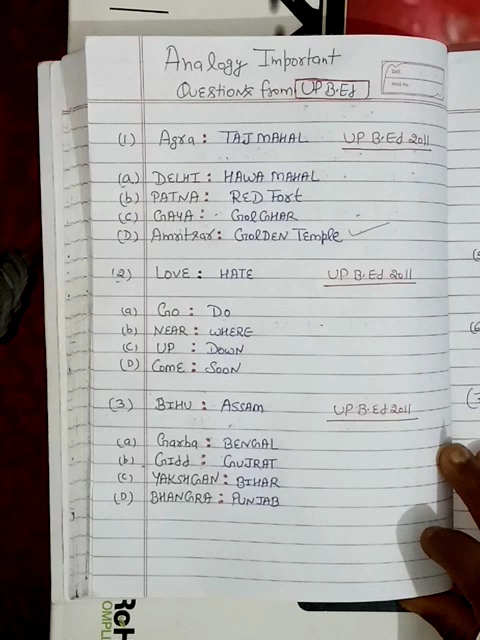 Analogy Important
Questions from UP B.Ed
DATE
(1) Agra : TAJ MAHAL UP B.Ed 2011
(a) DELHI : HAWA MAHAL
(b) PATNA : RED Fort
(C) GAYA : GOLGHAR
(D) Amritsar : GOLDEN Temple
(2) LOVE : HATE UP B.Ed 2011
(a) GO : DO
(b) NEAR : WHERE
(C) UP : DOWN
(D) COME : SOON
(3) BIHU : ASSAM UP B.Ed 2011
(a) Garba : BENGAL
(b) GIDD : GUJRAT
(c) YAKSHGAN : BIHAR
(D) BHANGRA : PUNJAB